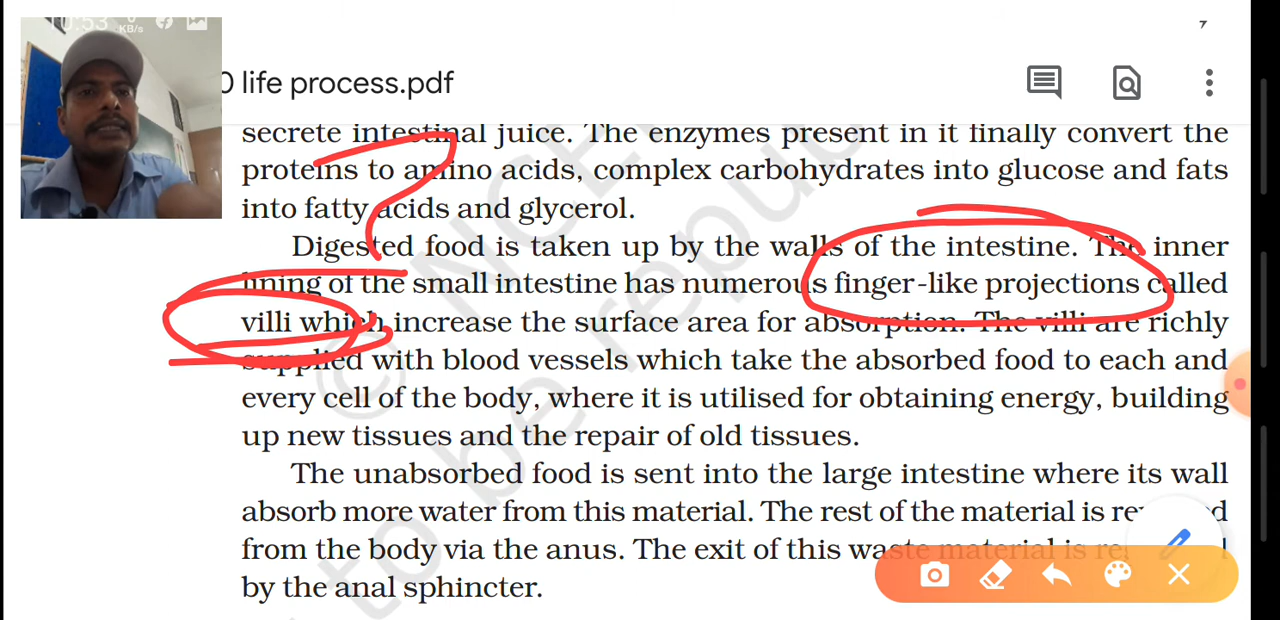 10:53
KB/s
7
0 life process.pdf
secrete intestinal juice. The enzymes present in it finally convert the
proteins to amino acids, complex carbohydrates into glucose and fats
into fatty acids and glycerol.
Digested food is taken up by the walls of the intestine. The inner
lining of the small intestine has numerous finger-like projections called
villi which increase the surface area for absorption. The villi are richly
supplied with blood vessels which take the absorbed food to each and
every cell of the body, where it is utilised for obtaining energy, building
up new tissues and the repair of old tissues.
The unabsorbed food is sent into the large intestine where its wall
absorb more water from this material. The rest of the material is
from the body via the anus. The exit of this waste material is
by the anal sphincter.